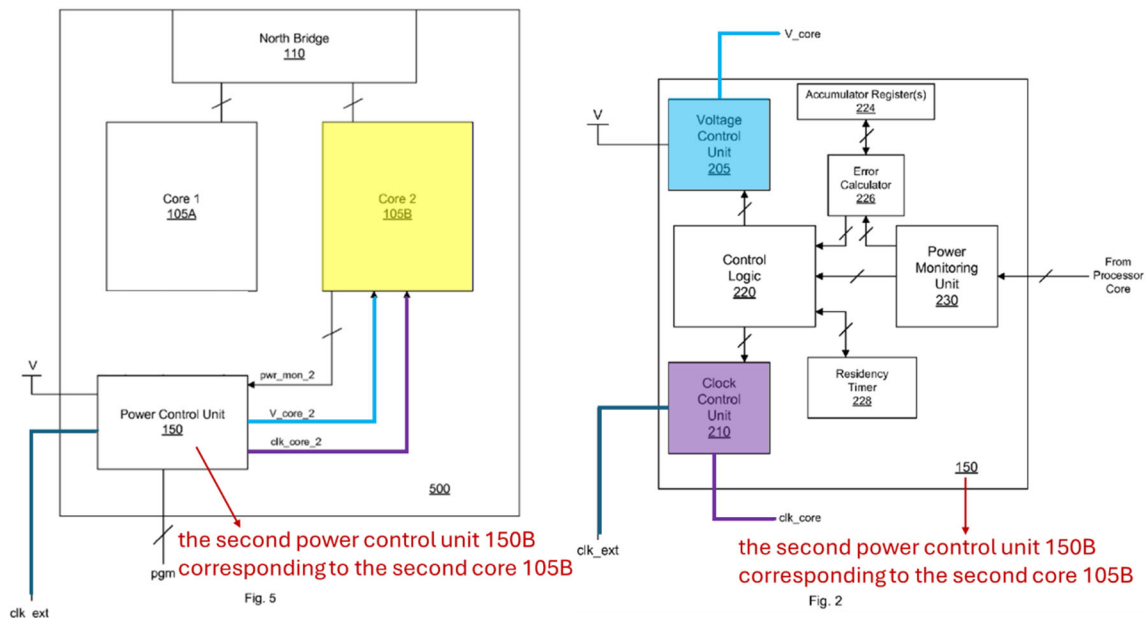 North Bridge
110
Core 1
105A
Core 2
105B
V
pwr_mon_2
Power Control Unit
150
V_core_2
clk_core_2
500
pgm
clk_ext
the second power control unit 150B
corresponding to the second core 105B
Fig. 5
V_core
V
Voltage
Control
Unit
205
Accumulator Register(s)
224
Error
Calculator
226
Control
Logic
220
Power
Monitoring
Unit
230
From
Processor
Core
Clock
Control
Unit
210
Residency
Timer
228
150
clk_core
clk_ext
the second power control unit 150B
corresponding to the second core 105B
Fig. 2